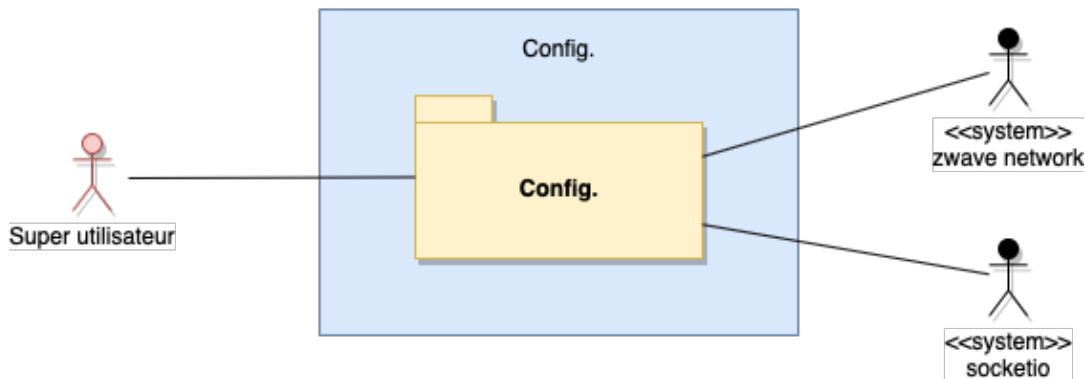 Config.
Config.
Super utilisateur
<<system>>
zwave network
<<system>>
socketio